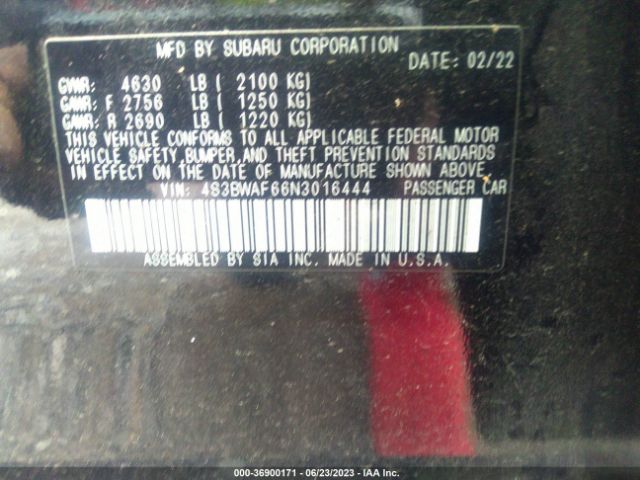 MFD BY SUBARU CORPORATION
DATE: 02/22
GVWR: 4630 LB ( 2100 KG)
GAWR: F 2756 LB ( 1250 KG)
GAWR: R 2690 LB ( 1220 KG)
THIS VEHICLE CONFORMS TO ALL APPLICABLE FEDERAL MOTOR
VEHICLE SAFETY, BUMPER, AND THEFT PREVENTION STANDARDS
IN EFFECT ON THE DATE OF MANUFACTURE SHOWN ABOVE.
VIN: 4S3BWAF66N3016444 PASSENGER CAR
ASSEMBLED BY SIA INC. MADE IN U.S.A.
000-36900171 - 06/23/2023 - IAA Inc.